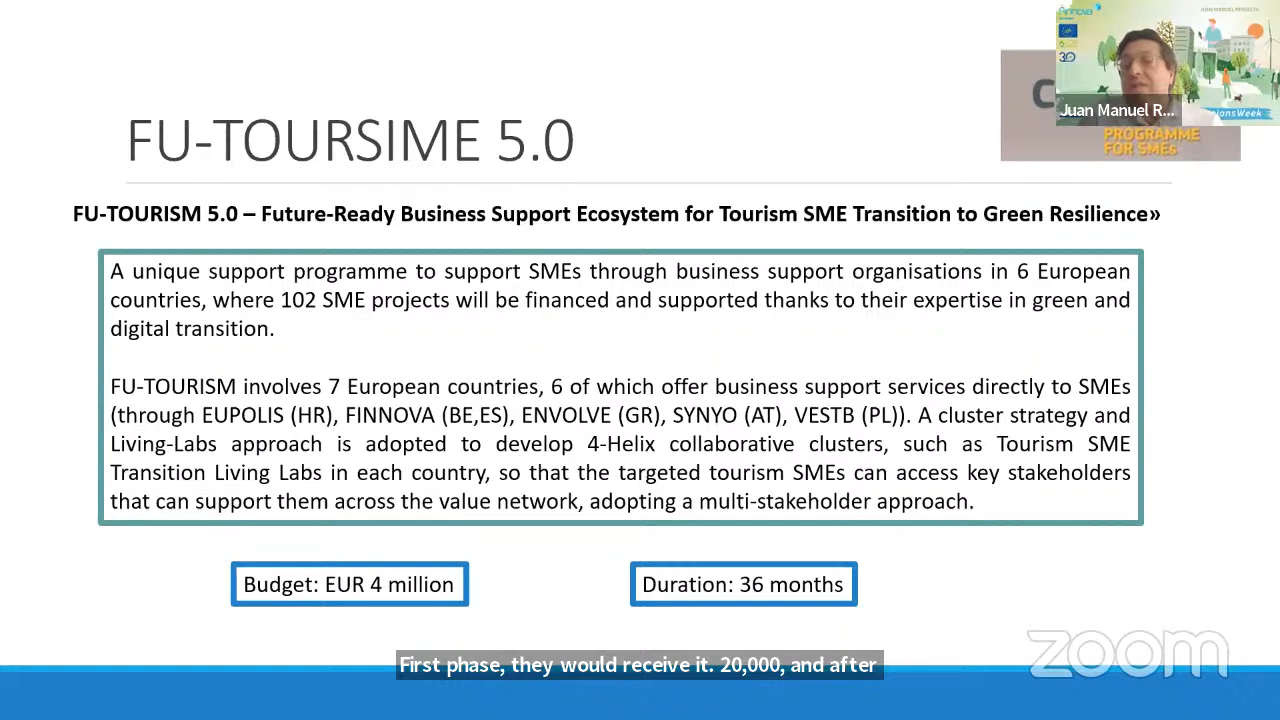 FU-TOURSIME 5.0
FU-TOURISM 5.0 – Future-Ready Business Support Ecosystem for Tourism SME Transition to Green Resilience»
A unique support programme to support SMEs through business support organisations in 6 European
countries, where 102 SME projects will be financed and supported thanks to their expertise in green and
digital transition.
FU-TOURISM involves 7 European countries, 6 of which offer business support services directly to SMEs
(through EUPOLIS (HR), FINNOVA (BE,ES), ENVOLVE (GR), SYNYO (AT), VESTB (PL)). A cluster strategy and
Living-Labs approach is adopted to develop 4-Helix collaborative clusters, such as Tourism SME
Transition Living Labs in each country, so that the targeted tourism SMEs can access key stakeholders
that can support them across the value network, adopting a multi-stakeholder approach.
Budget: EUR 4 million
Duration: 36 months
First phase, they would receive it. 20,000, and after
zoom
Finnova
30
Juan Manuel R...
PROGRAMME
FOR SMEs